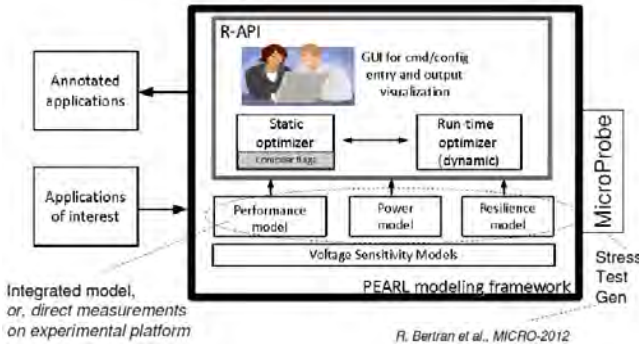 R-API
GUI for cmd/config
entry and output
visualization
Annotated
applications
Static
optimizer
Compiler flags
Run-time
optimizer
(dynamic)
MicroProbe
Applications
of interest
Performance
model
Power
model
Resilience
model
Voltage Sensitivity Models
PEARL modeling framework
Stress
Test
Gen
Integrated model,
or, direct measurements
on experimental platform
R. Bertran et al., MICRO-2012